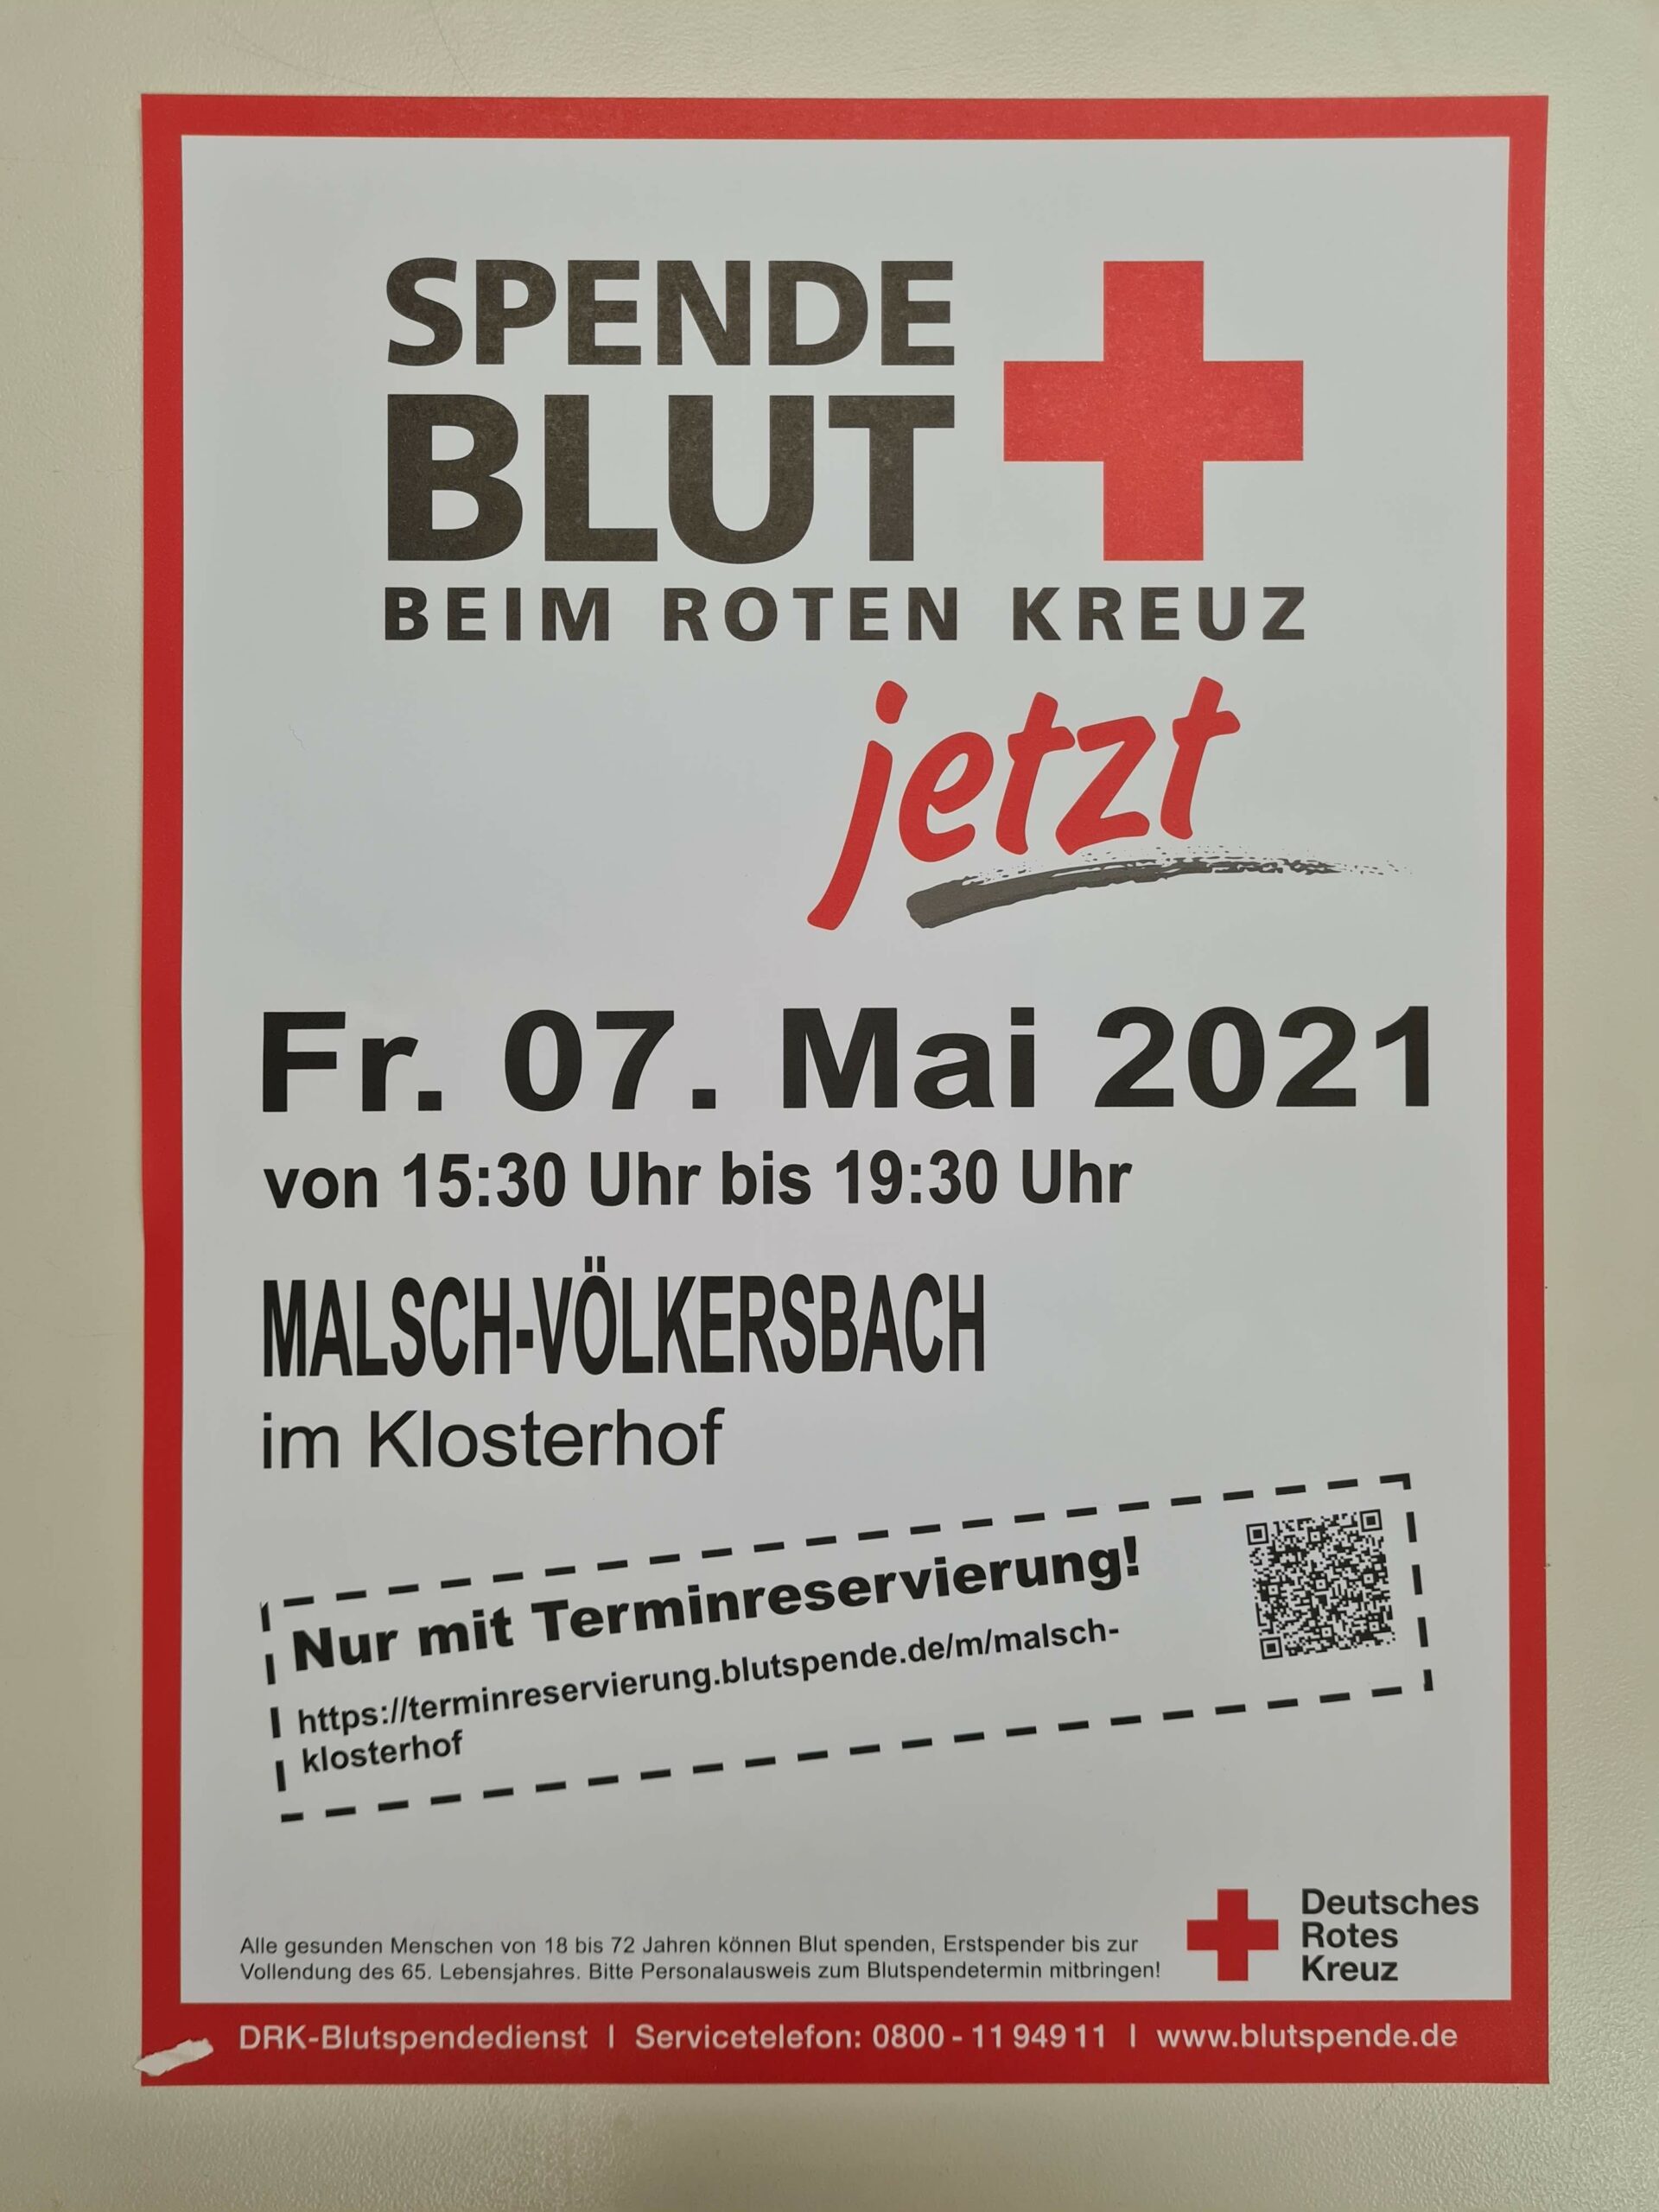 SPENDE
BLUT
BEIM ROTEN KREUZ
jetzt
Fr. 07. Mai 2021
von 15:30 Uhr bis 19:30 Uhr
MALSCH-VÖLKERSBACH
im Klosterhof
Nur mit Terminreservierung!
https://terminreservierung.blutspende.de/m/malsch-
klosterhof
Alle gesunden Menschen von 18 bis 72 Jahren können Blut spenden, Erstspender bis zur
Vollendung des 65. Lebensjahres. Bitte Personalausweis zum Blutspendetermin mitbringen!
Deutsches
Rotes
Kreuz
DRK-Blutspendedienst | Servicetelefon: 0800 - 11 949 11 | www.blutspende.de